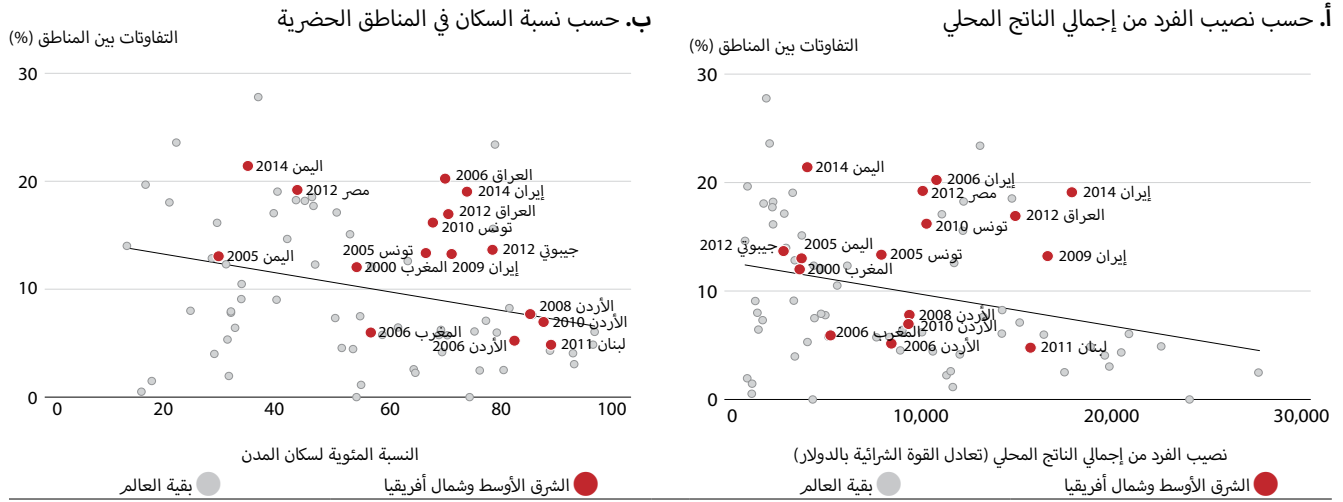 أ. حسب نصيب الفرد من إجمالي الناتج المحلي
التفاوتات بين المناطق (%)
30
20
10
0
اليمن 2014
إيران 2006
مصر 2012
إيران 2014
العراق 2012
تونس 2010
جيبوتي 2012
اليمن 2005
المغرب 2000
تونس 2005
إيران 2009
الأردن 2008
الأردن 2010
المغرب 2006
الأردن 2006
لبنان 2011
0
10,000
20,000
30,000
نصيب الفرد من إجمالي الناتج المحلي (تعادل القوة الشرائية بالدولار)
الشرق الأوسط وشمال أفريقيا
بقية العالم
ب. حسب نسبة السكان في المناطق الحضرية
التفاوتات بين المناطق (%)
30
20
10
0
اليمن 2014
مصر 2012
العراق 2006
إيران 2014
العراق 2012
تونس 2010
اليمن 2005
تونس 2005
جيبوتي 2012
المغرب 2000
إيران 2009
الأردن 2008
الأردن 2010
المغرب 2006
الأردن 2006
لبنان 2011
0
20
40
60
80
100
النسبة المئوية لسكان المدن
الشرق الأوسط وشمال أفريقيا
بقية العالم